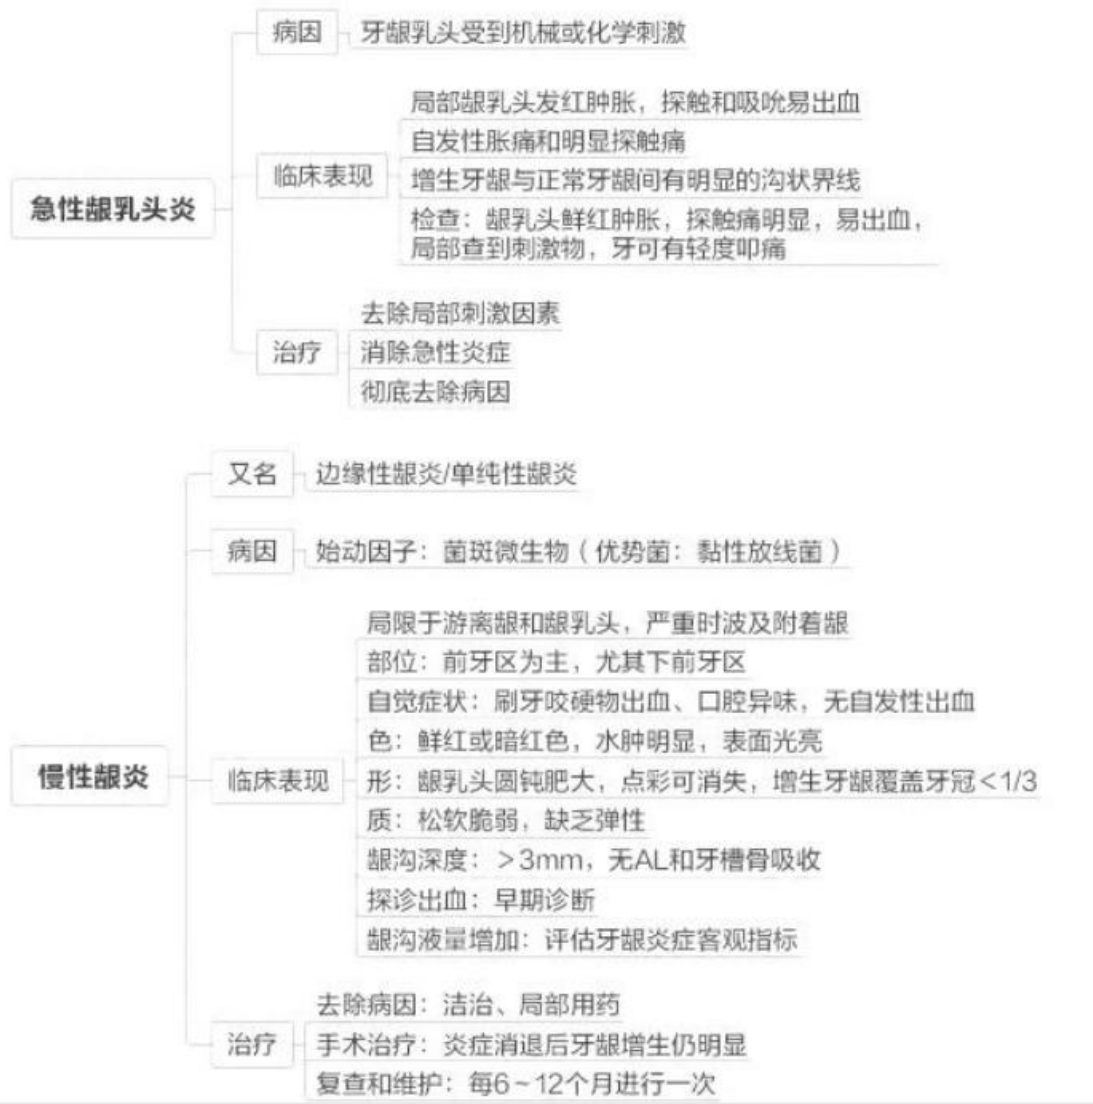 急性龈乳头炎
病因
牙龈乳头受到机械或化学刺激
临床表现
局部龈乳头发红肿胀，探触和吸吮易出血
自发性胀痛和明显探触痛
增生牙龈与正常牙龈间有明显的沟状界线
检查：龈乳头鲜红肿胀，探触痛明显，易出血，
局部查到刺激物，牙可有轻度叩痛
治疗
去除局部刺激因素
消除急性炎症
彻底去除病因
慢性龈炎
又名
边缘性龈炎/单纯性龈炎
病因
始动因子：菌斑微生物（优势菌：黏性放线菌）
临床表现
局限于游离龈和龈乳头，严重时波及附着龈
部位：前牙区为主，尤其下前牙区
自觉症状：刷牙咬硬物出血、口腔异味，无自发性出血
色：鲜红或暗红色，水肿明显，表面光亮
形：龈乳头圆钝肥大，点彩可消失，增生牙龈覆盖牙冠＜1/3
质：松软脆弱，缺乏弹性
龈沟深度：＞3mm，无AL和牙槽骨吸收
探诊出血：早期诊断
龈沟液量增加：评估牙龈炎症客观指标
治疗
去除病因：洁治、局部用药
手术治疗：炎症消退后牙龈增生仍明显
复查和维护：每6~12个月进行一次